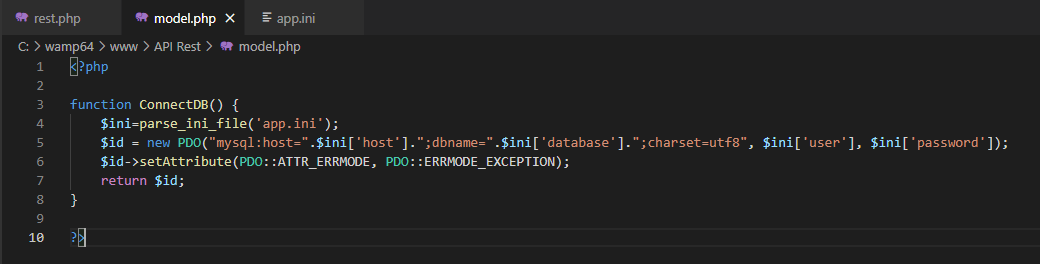 rest.php model.php × app.ini
C: > wamp64 > www > API Rest > model.php
1 <?php
2
3 function ConnectDB() {
4     $ini=parse_ini_file('app.ini');
5     $id = new PDO("mysql:host=".$ini['host'].";dbname=".$ini['database'].";charset=utf8", $ini['user'], $ini['password']);
6     $id->setAttribute(PDO::ATTR_ERRMODE, PDO::ERRMODE_EXCEPTION);
7     return $id;
8 }
9
10 ?>